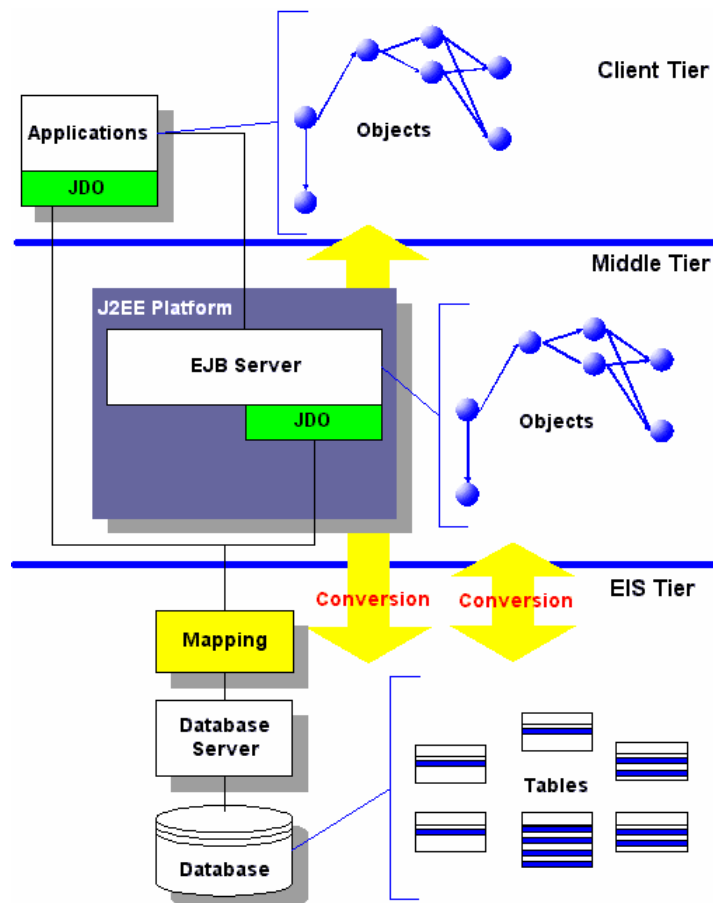 Client Tier
Applications
Objects
JDO
Middle Tier
J2EE Platform
EJB Server
JDO
Objects
EIS Tier
Conversion
Conversion
Mapping
Database
Server
Tables
Database